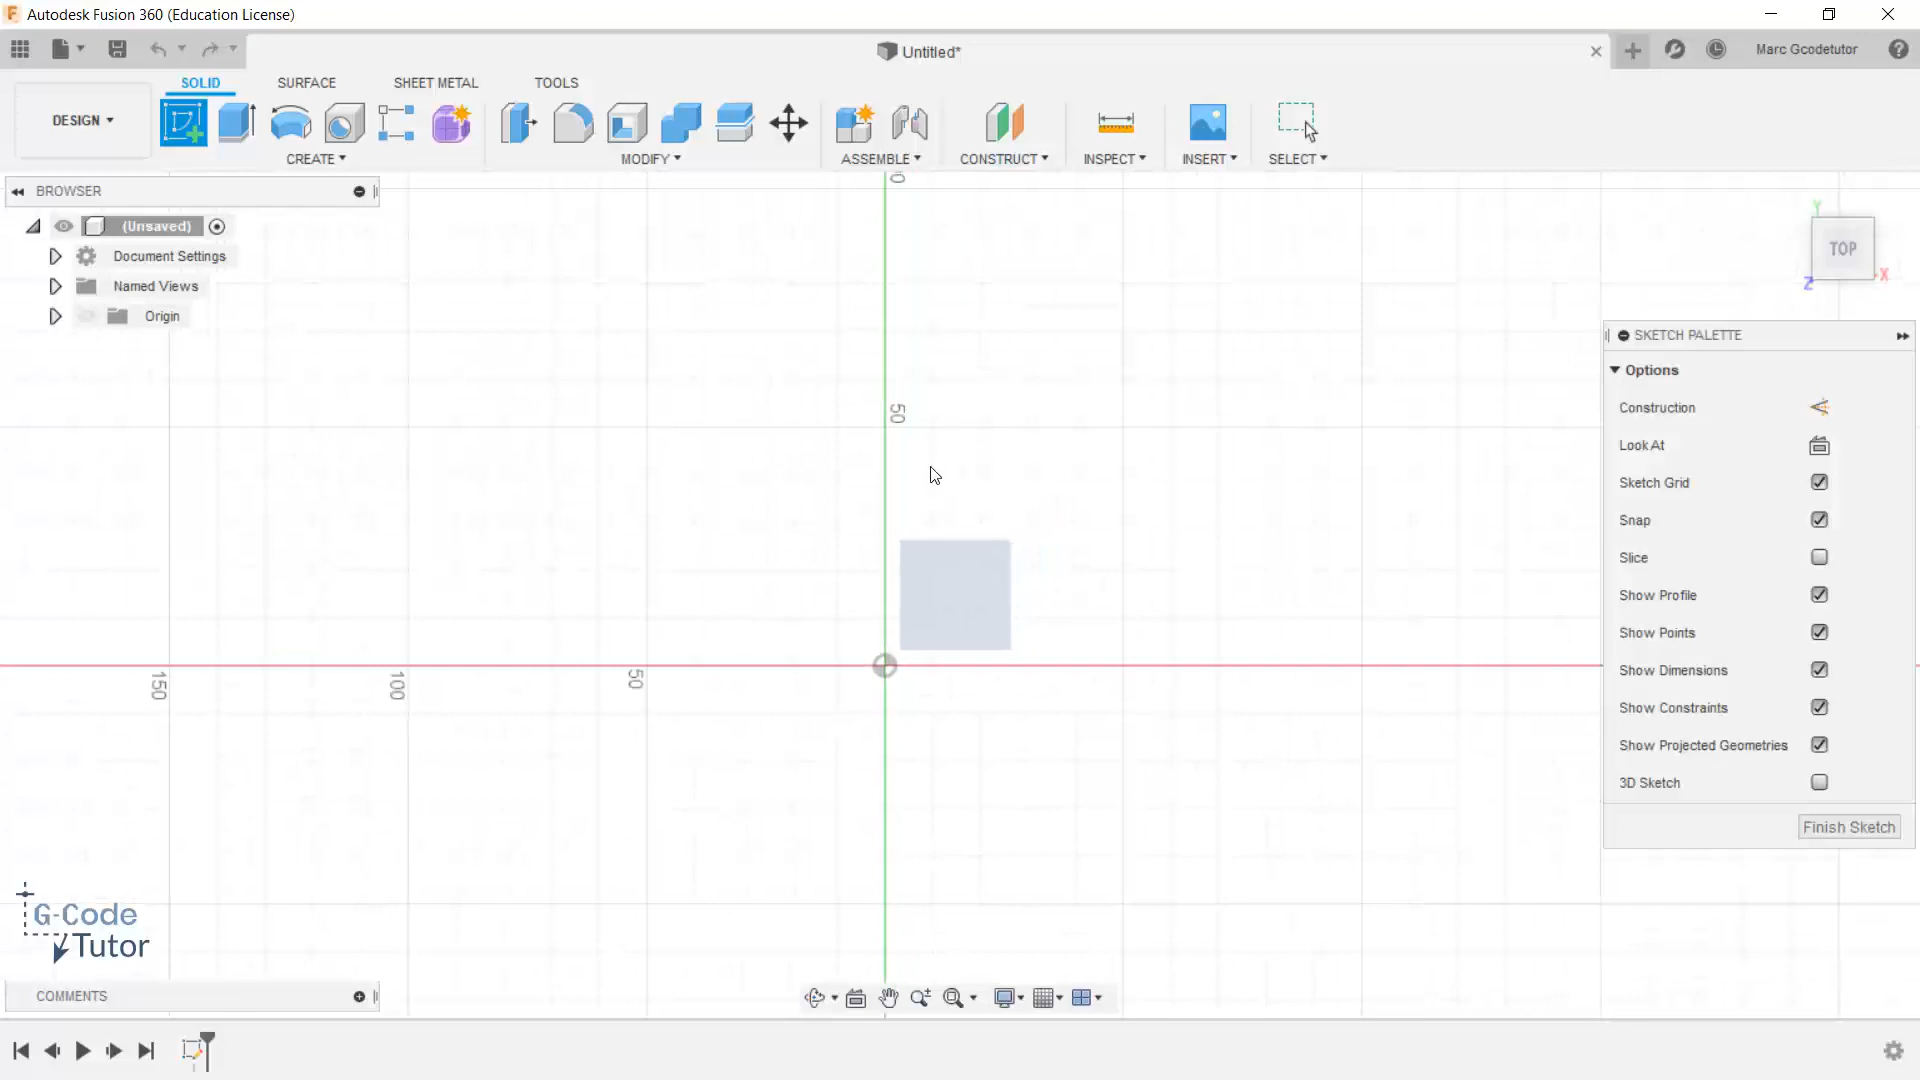 Autodesk Fusion 360 (Education License)
Untitled*
Marc Gcodetutor
SOLID
SURFACE
SHEET METAL
TOOLS
DESIGN
CREATE
MODIFY
ASSEMBLE
CONSTRUCT
INSPECT
INSERT
SELECT
BROWSER
(Unsaved)
Document Settings
Named Views
Origin
Y
TOP
Z
X
50
150
100
50
SKETCH PALETTE
Options
Construction
Look At
Sketch Grid
Snap
Slice
Show Profile
Show Points
Show Dimensions
Show Constraints
Show Projected Geometries
3D Sketch
Finish Sketch
G-Code
Tutor
COMMENTS